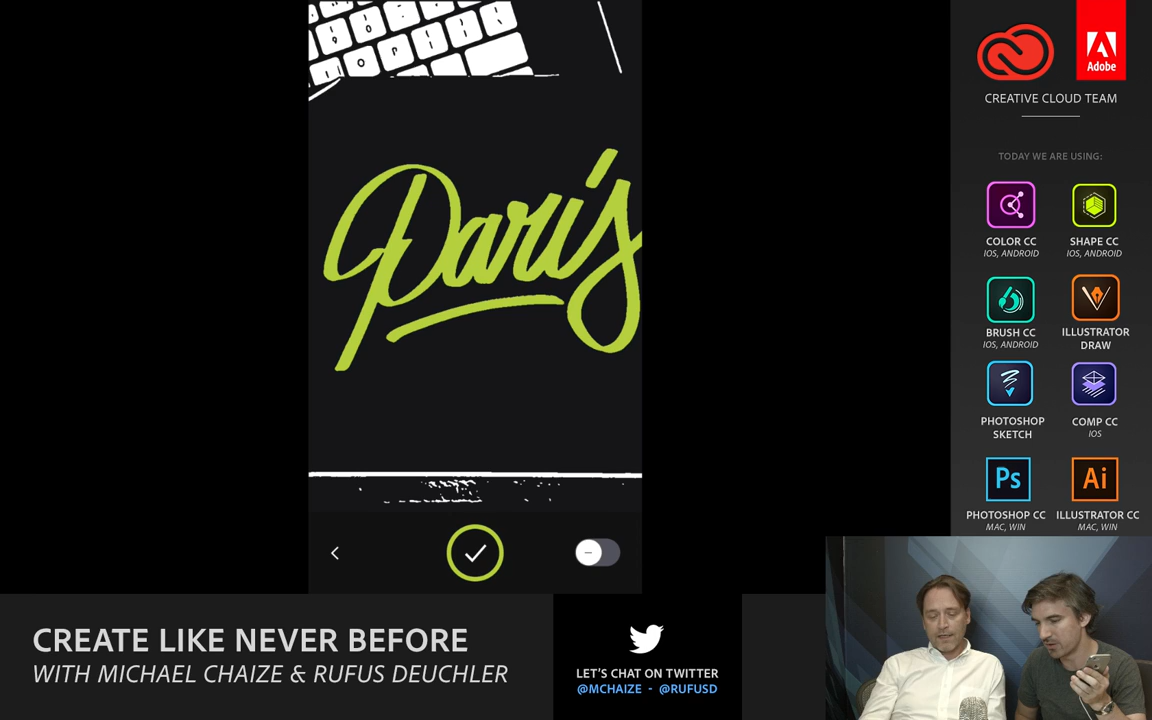 O
P
Paris
Adobe
CREATIVE CLOUD TEAM
TODAY WE ARE USING:
COLOR CC
IOS, ANDROID
SHAPE CC
IOS, ANDROID
BRUSH CC
IOS, ANDROID
ILLUSTRATOR
DRAW
PHOTOSHOP
SKETCH
COMP CC
IOS
Ps
Ai
PHOTOSHOP CC
MAC, WIN
ILLUSTRATOR CC
MAC, WIN
CREATE LIKE NEVER BEFORE
WITH MICHAEL CHAIZE & RUFUS DEUCHLER
LET'S CHAT ON TWITTER
@MCHAIZE - @RUFUSD